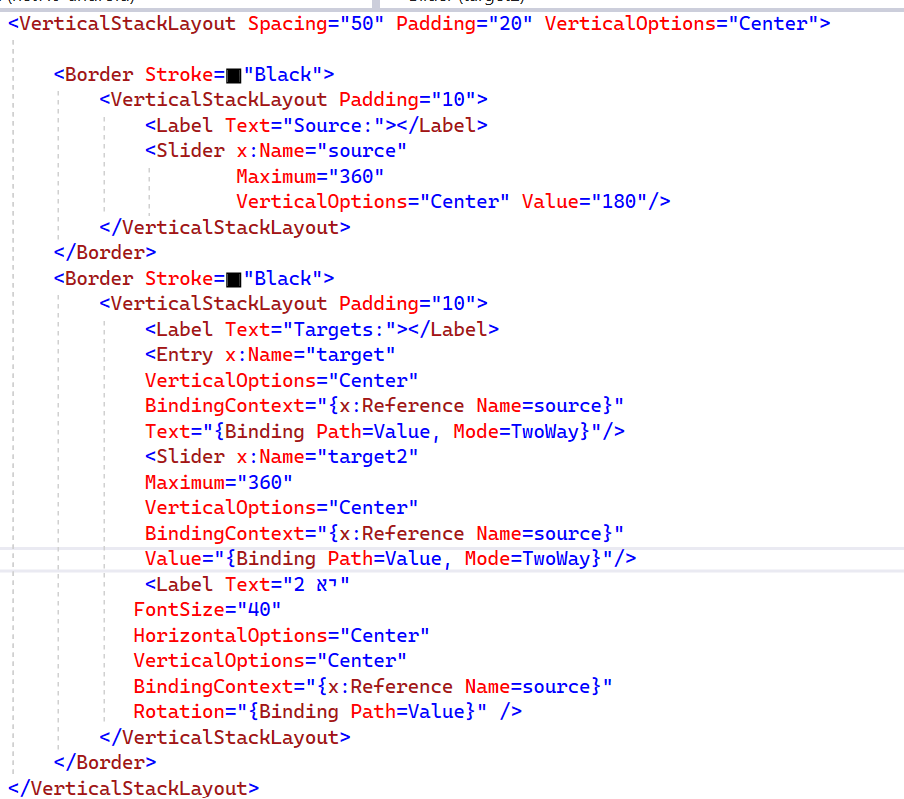 <VerticalStackLayout Spacing="50" Padding="20" VerticalOptions="Center">
<Border Stroke="Black">
<VerticalStackLayout Padding="10">
<Label Text="Source:"></Label>
<Slider x:Name="source"
Maximum="360"
VerticalOptions="Center" Value="180"/>
</VerticalStackLayout>
</Border>
<Border Stroke="Black">
<VerticalStackLayout Padding="10">
<Label Text="Targets:"></Label>
<Entry x:Name="target"
VerticalOptions="Center"
BindingContext="{x:Reference Name=source}"
Text="{Binding Path=Value, Mode=TwoWay}"/>
<Slider x:Name="target2"
Maximum="360"
VerticalOptions="Center"
BindingContext="{x:Reference Name=source}"
Value="{Binding Path=Value, Mode=TwoWay}"/>
<Label Text="יא 2"
FontSize="40"
HorizontalOptions="Center"
VerticalOptions="Center"
BindingContext="{x:Reference Name=source}"
Rotation="{Binding Path=Value}" />
</VerticalStackLayout>
</Border>
</VerticalStackLayout>